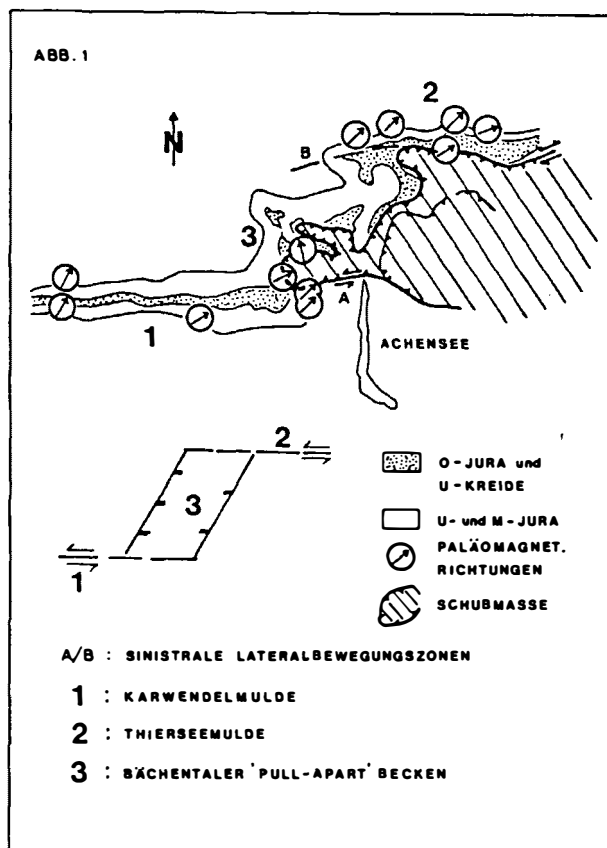 ABB. 1
N
2
B
3
A
1
ACHENSEE
2
3
1
O-JURA und
U-KREIDE
U- und M-JURA
PALÄOMAGNET.
RICHTUNGEN
SCHUBMASSE
A/B : SINISTRALE LATERALBEWEGUNGSZONEN
1 : KARWENDELMULDE
2 : THIERSEEMULDE
3 : BÄCHENTALER 'PULL-APART' BECKEN